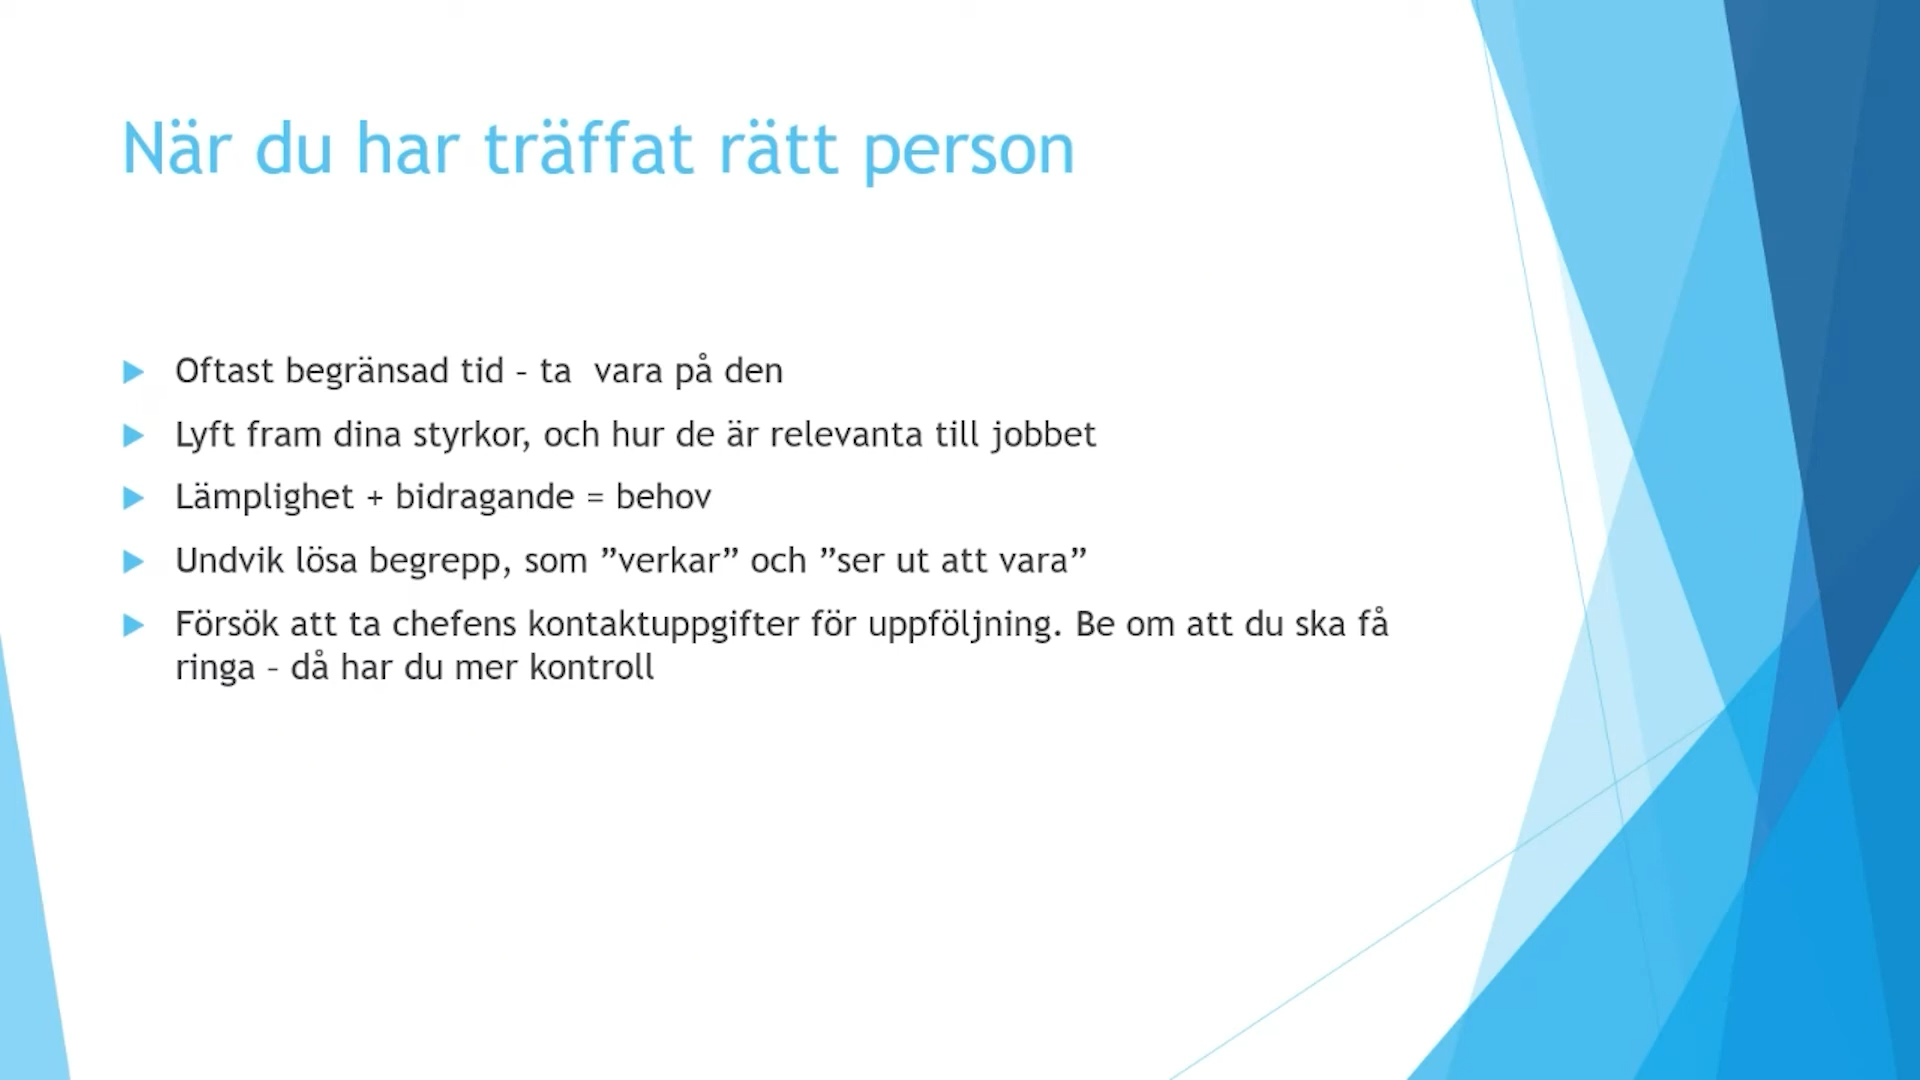 När du har träffat rätt person
Oftast begränsad tid – ta  vara på den
Lyft fram dina styrkor, och hur de är relevanta till jobbet
Lämplighet + bidragande = behov
Undvik lösa begrepp, som ”verkar” och ”ser ut att vara”
Försök att ta chefens kontaktuppgifter för uppföljning. Be om att du ska få
ringa – då har du mer kontroll